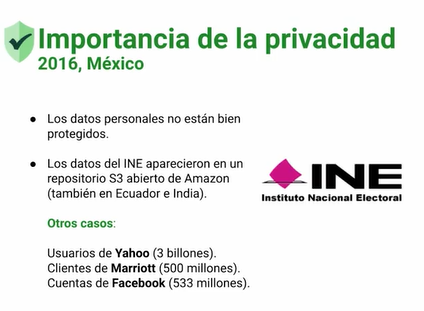 Importancia de la privacidad
2016, México
● Los datos personales no están bien
protegidos.
● Los datos del INE aparecieron en un
repositorio S3 abierto de Amazon
(también en Ecuador e India).
INE
Instituto Nacional Electoral
Otros casos:
Usuarios de Yahoo (3 billones).
Clientes de Marriott (500 millones).
Cuentas de Facebook (533 millones).